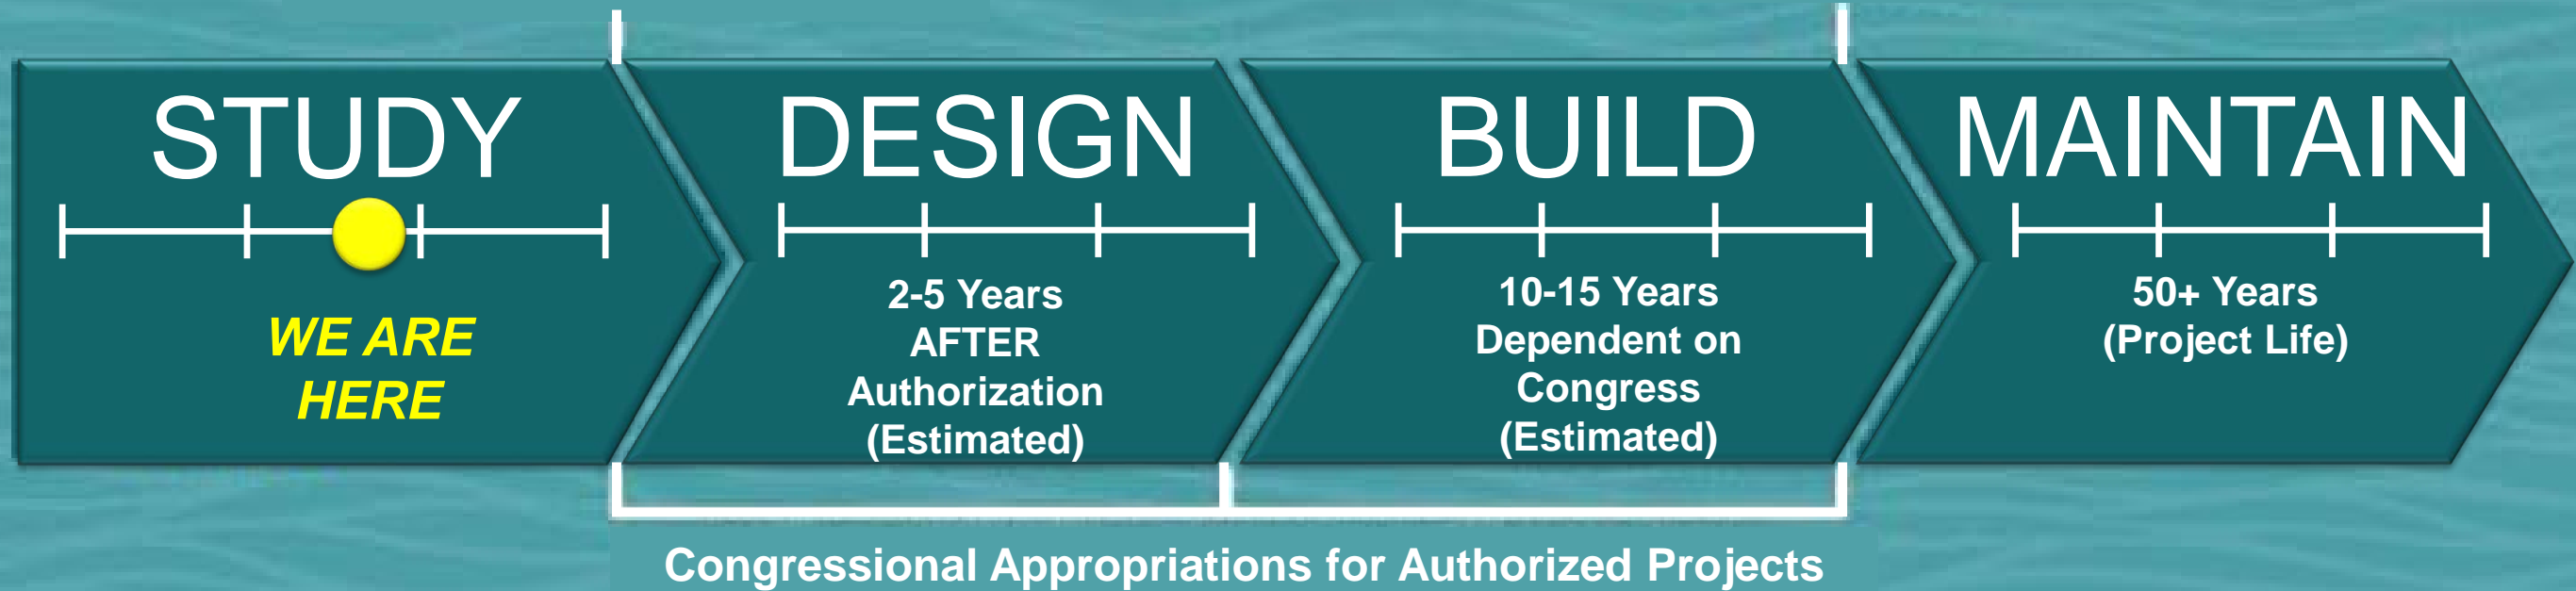 STUDY
WE ARE
HERE
DESIGN
2-5 Years
AFTER
Authorization
(Estimated)
BUILD
10-15 Years
Dependent on
Congress
(Estimated)
MAINTAIN
50+ Years
(Project Life)
Congressional Appropriations for Authorized Projects